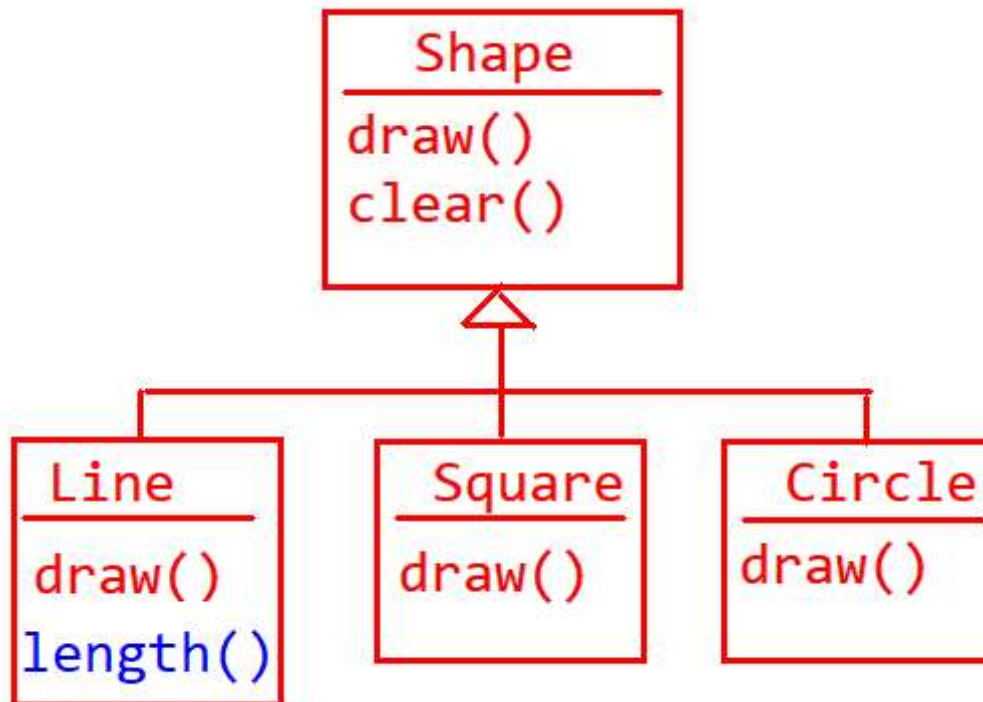 Shape
draw()
clear()
Line
draw()
length()
Square
draw()
Circle
draw()